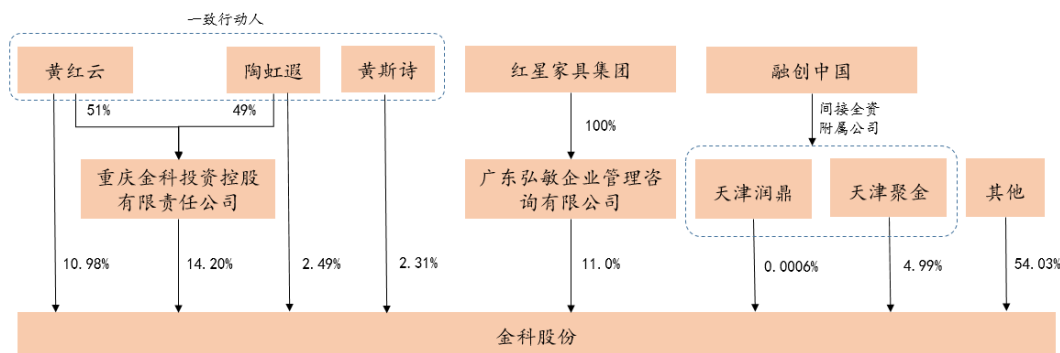 一致行动人
黄红云
陶虹遐
黄斯诗
红星家具集团
融创中国
51%
49%
100%
间接全资
附属公司
重庆金科投资控股
有限责任公司
广东弘敏企业管理咨
询有限公司
天津润鼎
天津聚金
其他
10.98%
14.20%
2.49%
2.31%
11.0%
0.0006%
4.99%
54.03%
金科股份